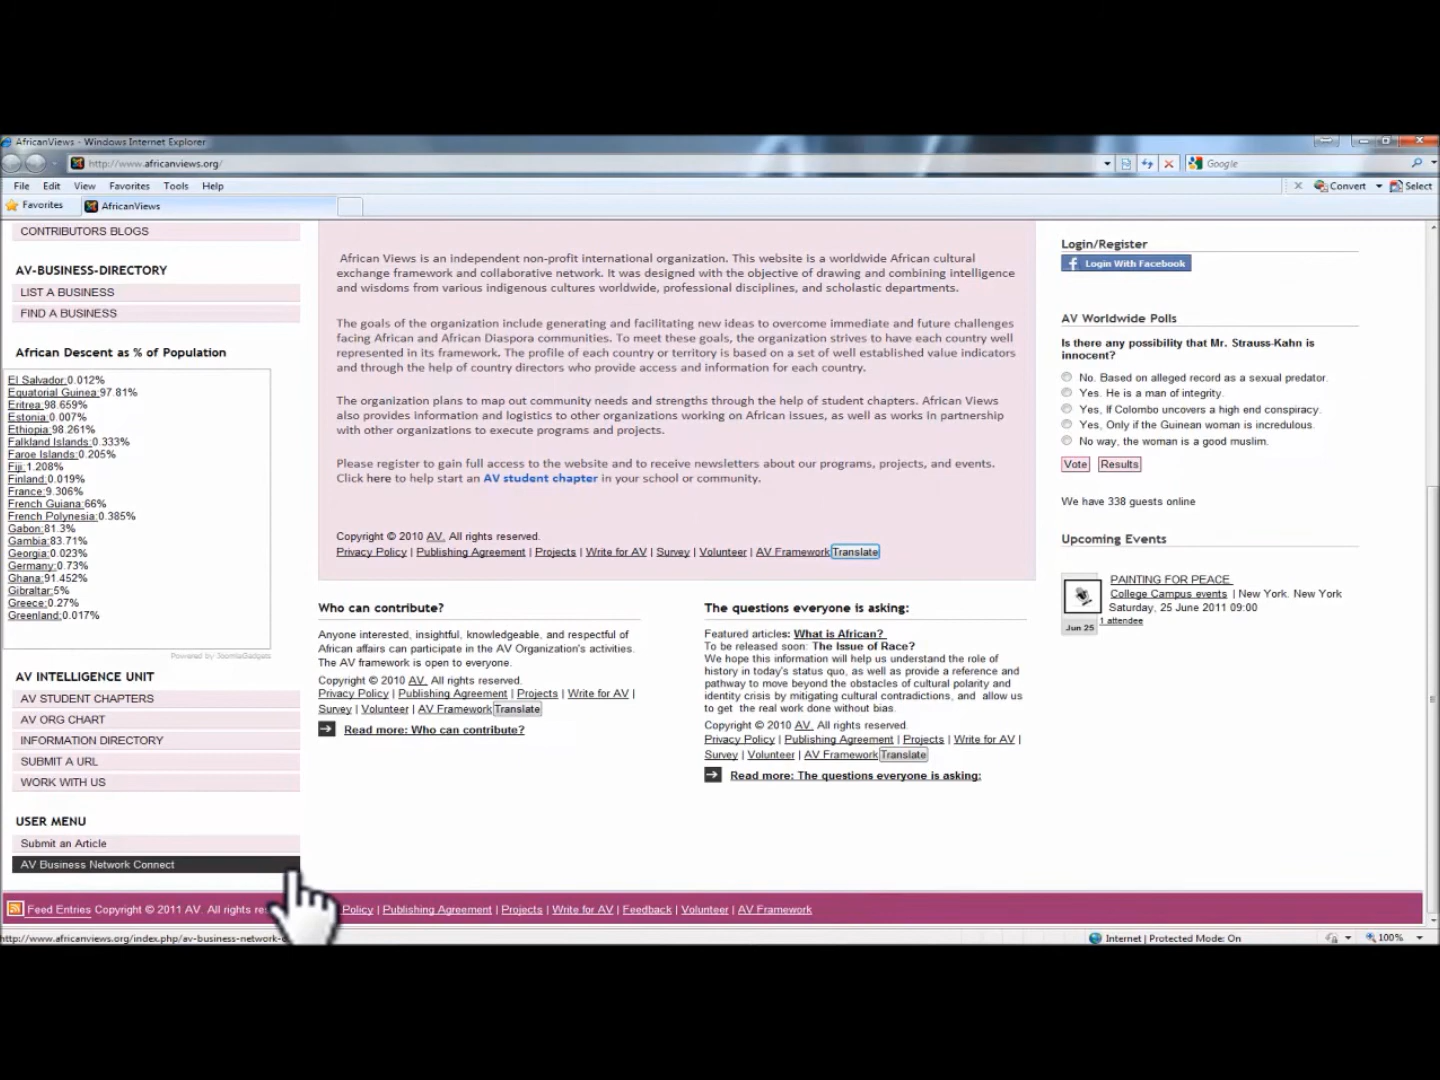 AfricanViews - Windows Internet Explorer
http://www.africanviews.org/
Google
File Edit View Favorites Tools Help
Convert Select
Favorites AfricanViews
CONTRIBUTORS BLOGS
AV-BUSINESS-DIRECTORY
LIST A BUSINESS
FIND A BUSINESS
African Descent as % of Population
El Salvador:0.012%
Equatorial Guinea:97.81%
Eritrea:98.659%
Estonia:0.007%
Ethiopia:98.261%
Falkland Islands:0.333%
Faroe Islands:0.205%
Fiji:1.208%
Finland:0.019%
France:9.306%
French Guiana:66%
French Polynesia:0.385%
Gabon:81.3%
Gambia:83.71%
Georgia:0.023%
Germany:0.73%
Ghana:91.452%
Gibraltar:5%
Greece:0.27%
Greenland:0.017%
Powered by JoomlaGadgets
AV INTELLIGENCE UNIT
AV STUDENT CHAPTERS
AV ORG CHART
INFORMATION DIRECTORY
SUBMIT A URL
WORK WITH US
USER MENU
Submit an Article
AV Business Network Connect
African Views is an independent non-profit international organization. This website is a worldwide African cultural
exchange framework and collaborative network. It was designed with the objective of drawing and combining intelligence
and wisdoms from various indigenous cultures worldwide, professional disciplines, and scholastic departments.
The goals of the organization include generating and facilitating new ideas to overcome immediate and future challenges
facing African and African Diaspora communities. To meet these goals, the organization strives to have each country well
represented in its framework. The profile of each country or territory is based on a set of well established value indicators
and through the help of country directors who provide access and information for each country.
The organization plans to map out community needs and strengths through the help of student chapters. African Views
also provides information and logistics to other organizations working on African issues, as well as works in partnership
with other organizations to execute programs and projects.
Please register to gain full access to the website and to receive newsletters about our programs, projects, and events.
Click here to help start an AV student chapter in your school or community.
Copyright © 2010 AV. All rights reserved.
Privacy Policy | Publishing Agreement | Projects | Write for AV | Survey | Volunteer | AV Framework Translate
Who can contribute?
Anyone interested, insightful, knowledgeable, and respectful of
African affairs can participate in the AV Organization's activities.
The AV framework is open to everyone.
Copyright © 2010 AV. All rights reserved.
Privacy Policy | Publishing Agreement | Projects | Write for AV |
Survey | Volunteer | AV Framework Translate
Read more: Who can contribute?
The questions everyone is asking:
Featured articles: What is African?
To be released soon: The Issue of Race?
We hope this information will help us understand the role of
history in today's status quo, as well as provide a reference and
pathway to move beyond the obstacles of cultural polarity and
identity crisis by mitigating cultural contradictions, and allow us
to get the real work done without bias.
Copyright © 2010 AV. All rights reserved.
Privacy Policy | Publishing Agreement | Projects | Write for AV |
Survey | Volunteer | AV Framework Translate
Read more: The questions everyone is asking:
Login/Register
Login With Facebook
AV Worldwide Polls
Is there any possibility that Mr. Strauss-Kahn is
innocent?
No. Based on alleged record as a sexual predator.
Yes. He is a man of integrity.
Yes, If Colombo uncovers a high end conspiracy.
Yes, Only if the Guinean woman is incredulous.
No way, the woman is a good muslim.
Vote Results
We have 338 guests online
Upcoming Events
PAINTING FOR PEACE
College Campus events | New York. New York
Saturday, 25 June 2011 09:00
Jun 25
1 attendee
Feed Entries Copyright © 2011 AV. All rights Policy | Publishing Agreement | Projects | Write for AV | Feedback | Volunteer | AV Framework
http://www.africanviews.org/index.php/av-business-network-
Internet | Protected Mode: On
100%